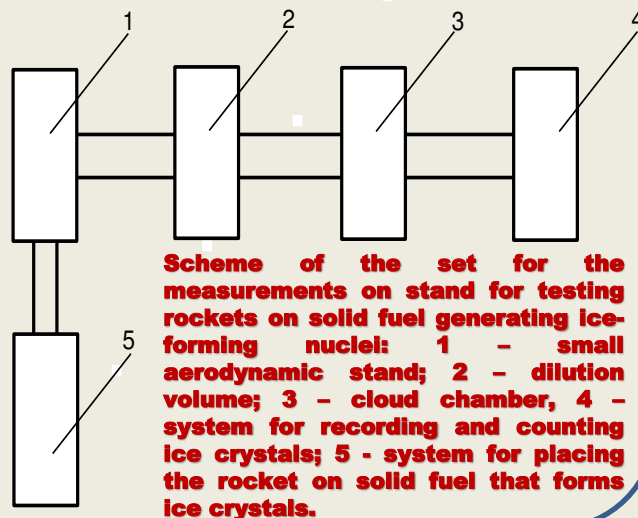 1
2
3
4
5
Scheme of the set for the
measurements on stand for testing
rockets on solid fuel generating ice-
forming nuclei: 1 – small
aerodynamic stand; 2 – dilution
volume; 3 – cloud chamber, 4 –
system for recording and counting
ice crystals; 5 - system for placing
the rocket on solid fuel that forms
ice crystals.